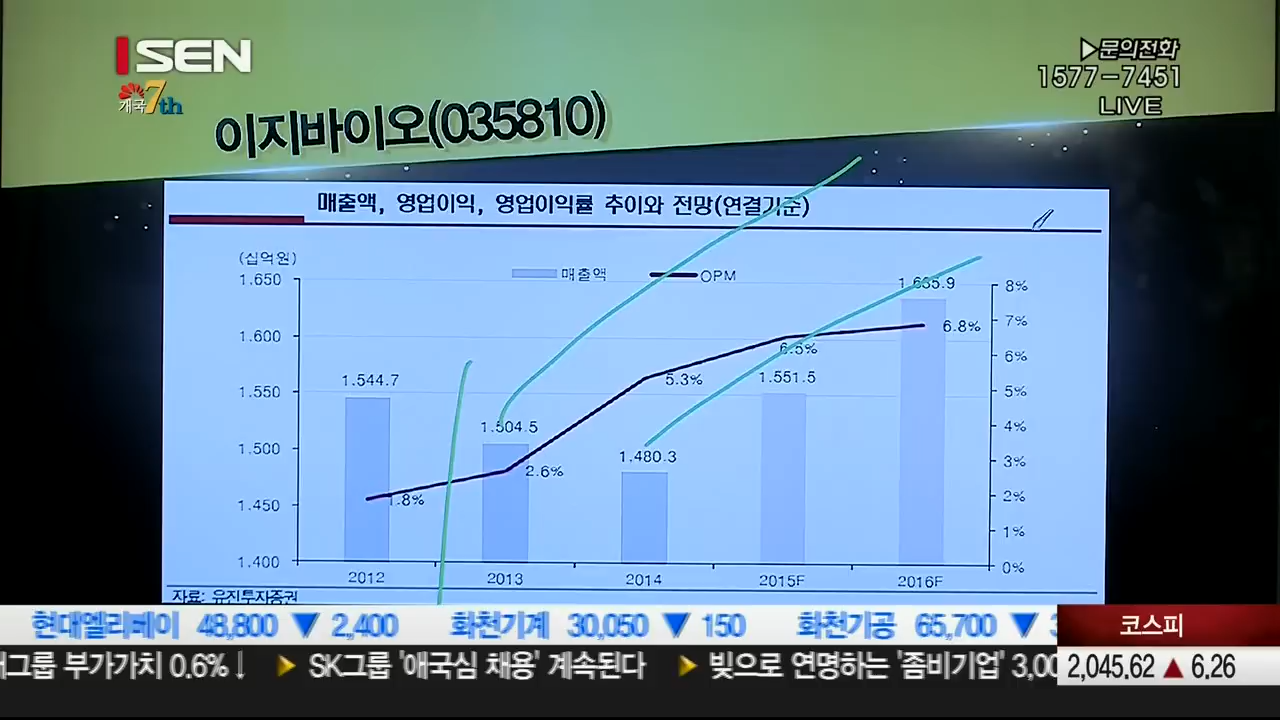 SEN
개국 7th
▶문의전화
1577-7451
LIVE
이지바이오(035810)
매출액, 영업이익, 영업이익률 추이와 전망(연결기준)
(십억원)
매출액
OPM
1.650
1.600
1.550
1.500
1.450
1.400
8%
7%
6%
5%
4%
3%
2%
1%
0%
1.544.7
1.504.5
1,480.3
1.551.5
1.635.9
1.8%
2.6%
5.3%
6.5%
6.8%
2012
2013
2014
2015F
2016F
자료: 유진투자증권
현대엘리베이 48,800 ▼ 2,400 화천기계 30,050 ▼ 150 화천기공 65,700 ▼
코스피
그룹 부가가치 0.6%↓ ▶ SK그룹 '애국심 채용' 계속된다 ▶ 빚으로 연명하는 '좀비기업' 3,00
2,045.62 ▲ 6.26